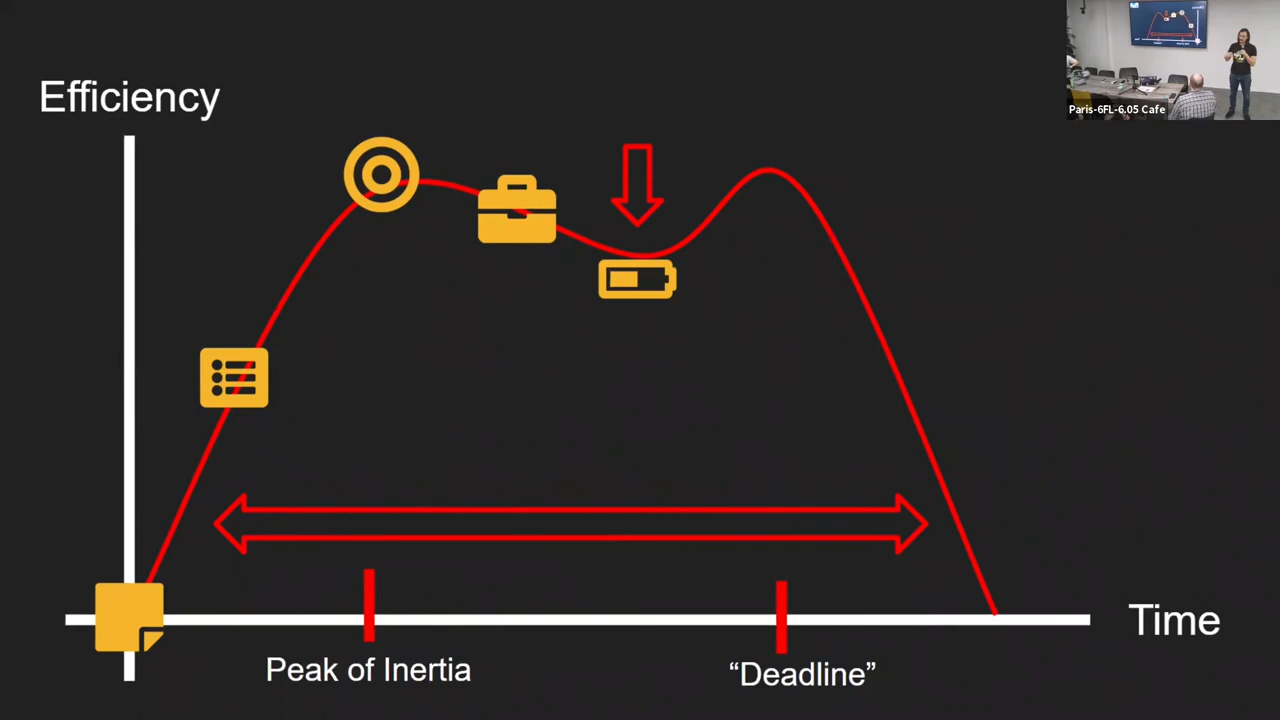 Paris-6FL-6.05 Cafe
Efficiency
Time
Peak of Inertia
“Deadline”